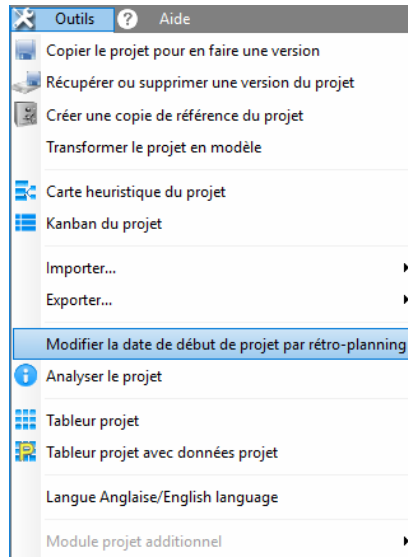 Outils ? Aide
Copier le projet pour en faire une version
Récupérer ou supprimer une version du projet
Créer une copie de référence du projet
Transformer le projet en modèle
Carte heuristique du projet
Kanban du projet
Importer...
Exporter...
Modifier la date de début de projet par rétro-planning
Analyser le projet
Tableur projet
Tableur projet avec données projet
Langue Anglaise/English language
Module projet additionnel